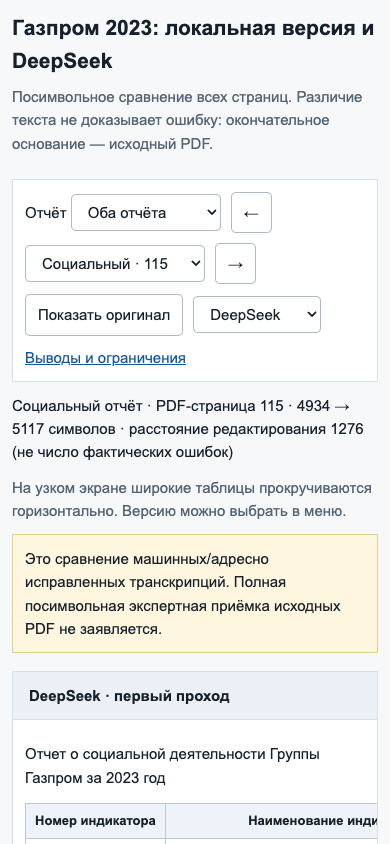 Газпром 2023: локальная версия и
DeepSeek
Посимвольное сравнение всех страниц. Различие
текста не доказывает ошибку: окончательное
основание — исходный PDF.
Отчёт Оба отчёта ←
Социальный · 115 →
Показать оригинал DeepSeek
Выводы и ограничения
Социальный отчёт · PDF-страница 115 · 4934 →
5117 символов · расстояние редактирования 1276
(не число фактических ошибок)
На узком экране широкие таблицы прокручиваются
горизонтально. Версию можно выбрать в меню.
Это сравнение машинных/адресно
исправленных транскрипций. Полная
посимвольная экспертная приёмка исходных
PDF не заявляется.
DeepSeek · первый проход
Отчет о социальной деятельности Группы
Газпром за 2023 год
Номер индикатора Наименование инди